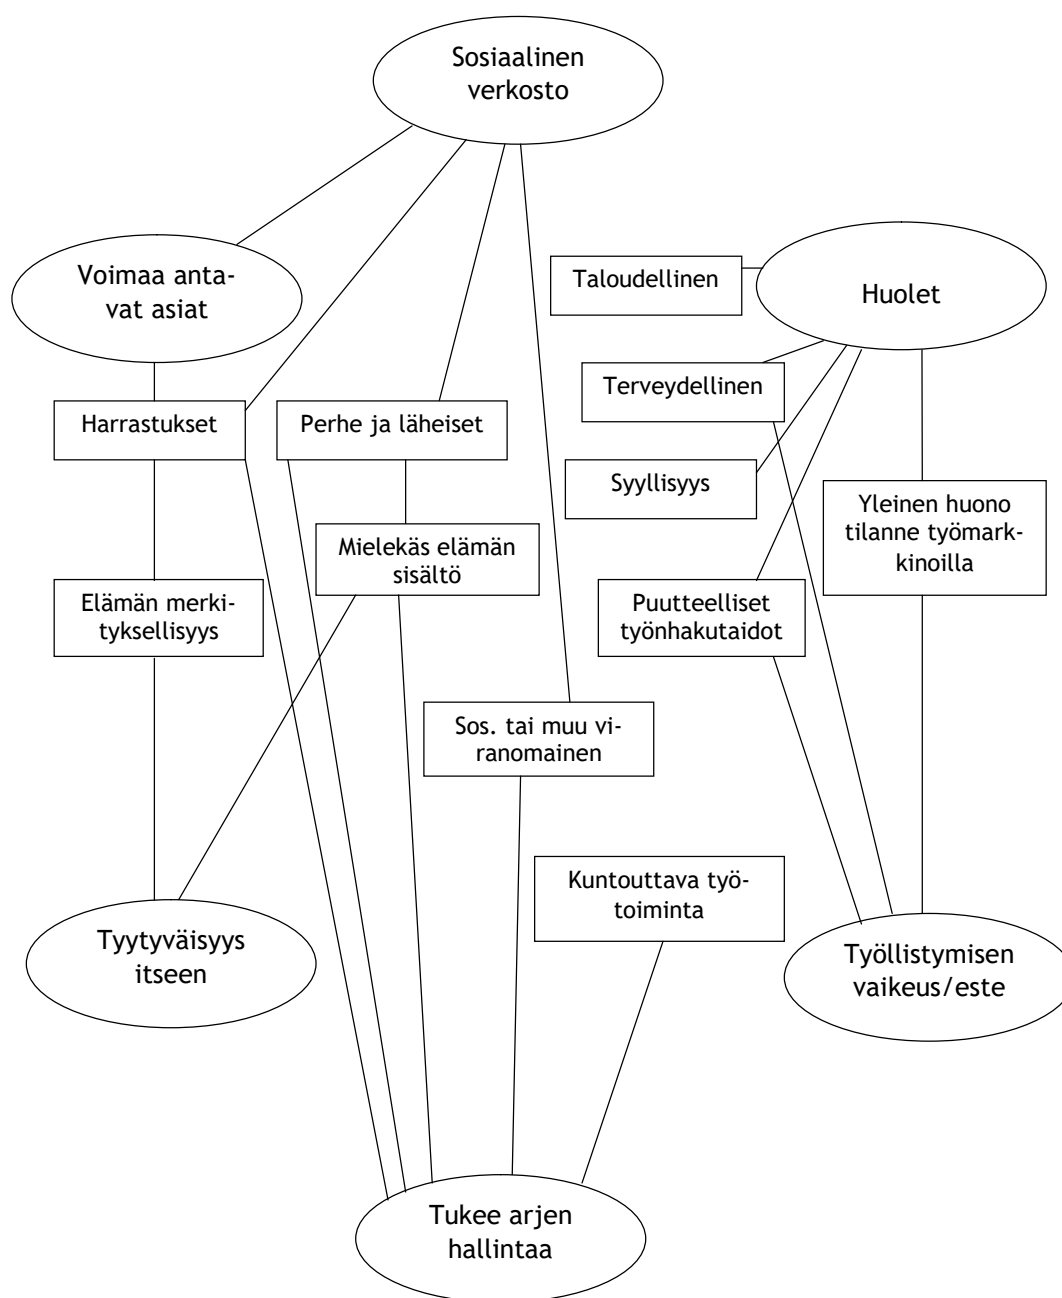 Sosiaalinen
verkosto
Voimaa anta-
vat asiat
Taloudellinen
Huolet
Terveydellinen
Harrastukset
Perhe ja läheiset
Syyllisyys
Yleinen huono
tilanne työmark-
kinoilla
Mielekäs elämän
sisältö
Elämän merki-
tyksellisyys
Puutteelliset
työnhakutaidot
Sos. tai muu vi-
ranomainen
Kuntouttava työ-
toiminta
Tyytyväisyys
itseen
Työllistymisen
vaikeus/este
Tukee arjen
hallintaa